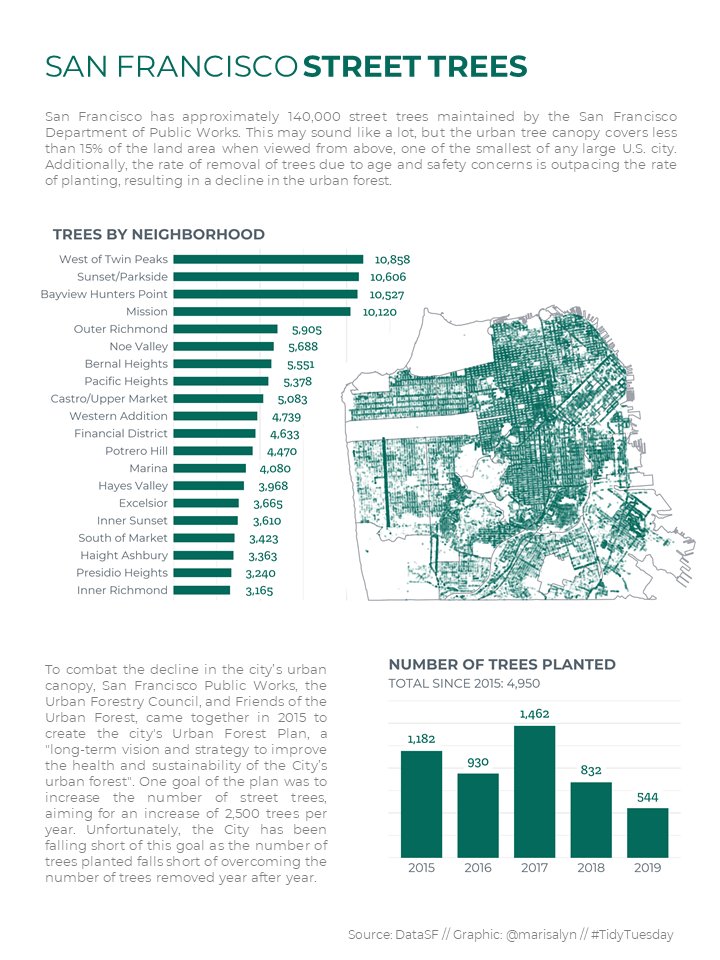 SAN FRANCISCO STREET TREES
San Francisco has approximately 140,000 street trees maintained by the San Francisco
Department of Public Works. This may sound like a lot, but the urban tree canopy covers less
than 15% of the land area when viewed from above, one of the smallest of any large U.S. city.
Additionally, the rate of removal of trees due to age and safety concerns is outpacing the rate
of planting, resulting in a decline in the urban forest.
TREES BY NEIGHBORHOOD
West of Twin Peaks 10,858
Sunset/Parkside 10,606
Bayview Hunters Point 10,527
Mission 10,120
Outer Richmond 5,905
Noe Valley 5,688
Bernal Heights 5,551
Pacific Heights 5,378
Castro/Upper Market 5,083
Western Addition 4,739
Financial District 4,633
Potrero Hill 4,470
Marina 4,080
Hayes Valley 3,968
Excelsior 3,665
Inner Sunset 3,610
South of Market 3,423
Haight Ashbury 3,363
Presidio Heights 3,240
Inner Richmond 3,165
To combat the decline in the city's urban
canopy, San Francisco Public Works, the
Urban Forestry Council, and Friends of the
Urban Forest, came together in 2015 to
create the city's Urban Forest Plan, a
"long-term vision and strategy to improve
the health and sustainability of the City's
urban forest". One goal of the plan was to
increase the number of street trees,
aiming for an increase of 2,500 trees per
year. Unfortunately, the City has been
falling short of this goal as the number of
trees planted falls short of overcoming the
number of trees removed year after year.
NUMBER OF TREES PLANTED
TOTAL SINCE 2015: 4,950
1,182
930
1,462
832
544
2015 2016 2017 2018 2019
Source: DataSF // Graphic: @marisalyn // #TidyTuesday